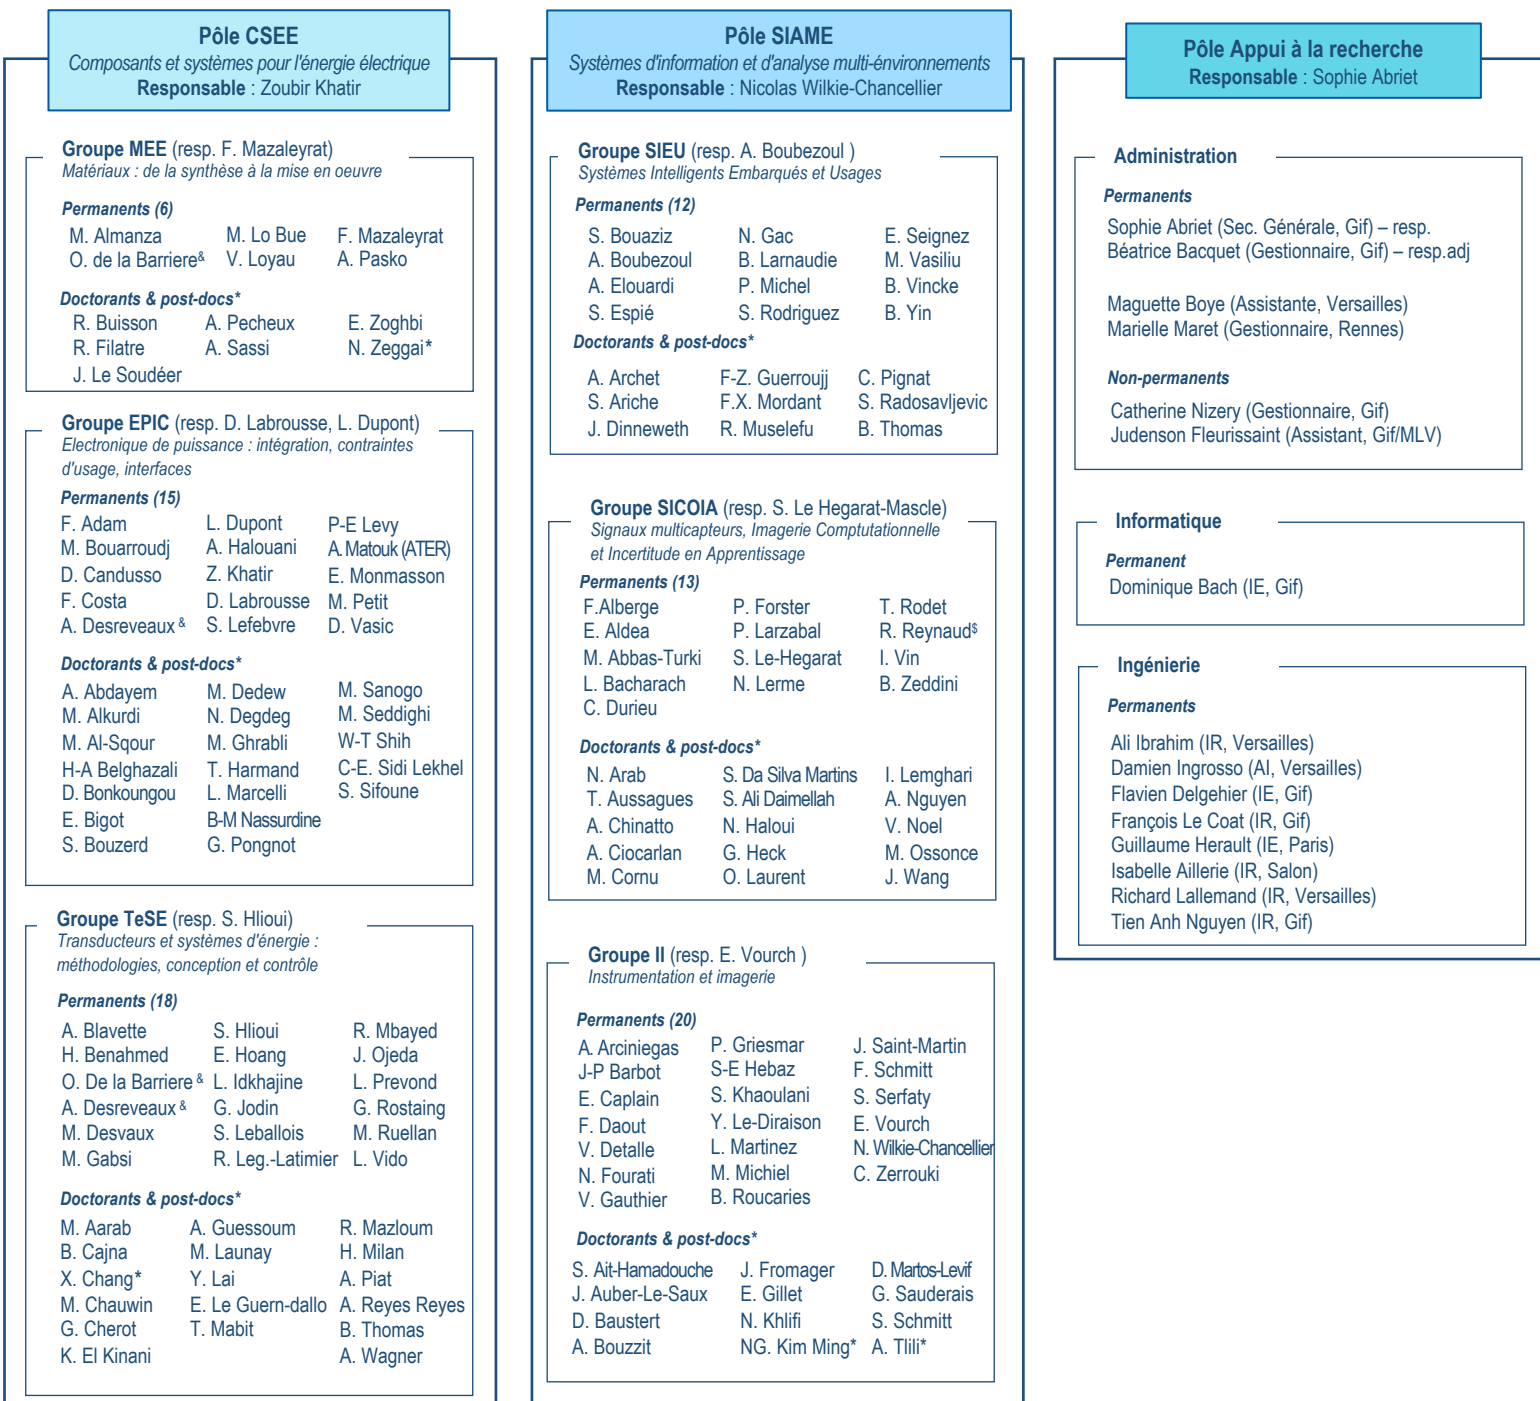 Pôle CSEE
Composants et systèmes pour l'énergie électrique
Responsable : Zoubir Khatir
Groupe MEE (resp. F. Mazaleyrat)
Matériaux : de la synthèse à la mise en oeuvre
Permanents (6)
M. Almanza M. Lo Bue F. Mazaleyrat
O. de la Barriere& V. Loyau A. Pasko
Doctorants & post-docs*
R. Buisson A. Pecheux E. Zoghbi
R. Filatre A. Sassi N. Zeggai*
J. Le Soudéer
Groupe EPIC (resp. D. Labrousse, L. Dupont)
Electronique de puissance : intégration, contraintes
d'usage, interfaces
Permanents (15)
F. Adam L. Dupont P-E Levy
M. Bouarroudj A. Halouani A. Matouk (ATER)
D. Candusso Z. Khatir E. Monmasson
F. Costa D. Labrousse M. Petit
A. Desreveaux & S. Lefebvre D. Vasic
Doctorants & post-docs*
A. Abdayem M. Dedew M. Sanogo
M. Alkurdi N. Degdeg M. Seddighi
M. Al-Sqour M. Ghrabli W-T Shih
H-A Belghazali T. Harmand C-E. Sidi Lekhel
D. Bonkoungou L. Marcelli S. Sifoune
E. Bigot B-M Nassurdine
S. Bouzerd G. Pongnot
Groupe TeSE (resp. S. Hlioui)
Transducteurs et systèmes d'énergie :
méthodologies, conception et contrôle
Permanents (18)
A. Blavette S. Hlioui R. Mbayed
H. Benahmed E. Hoang J. Ojeda
O. De la Barriere & L. Idkhajine L. Prevond
A. Desreveaux & G. Jodin G. Rostaing
M. Desvaux S. Leballois M. Ruellan
M. Gabsi R. Leg.-Latimier L. Vido
Doctorants & post-docs*
M. Aarab A. Guessoum R. Mazloum
B. Cajna M. Launay H. Milan
X. Chang* Y. Lai A. Piat
M. Chauwin E. Le Guern-dallo A. Reyes Reyes
G. Cherot T. Mabit B. Thomas
K. El Kinani A. Wagner
Pôle SIAME
Systèmes d'information et d'analyse multi-énvironnements
Responsable : Nicolas Wilkie-Chancellier
Groupe SIEU (resp. A. Boubezoul )
Systèmes Intelligents Embarqués et Usages
Permanents (12)
S. Bouaziz N. Gac E. Seignez
A. Boubezoul B. Larnaudie M. Vasiliu
A. Elouardi P. Michel B. Vincke
S. Espié S. Rodriguez B. Yin
Doctorants & post-docs*
A. Archet F-Z. Guerroujj C. Pignat
S. Ariche F.X. Mordant S. Radosavljevic
J. Dinneweth R. Muselefu B. Thomas
Groupe SICOIA (resp. S. Le Hegarat-Mascle)
Signaux multicapteurs, Imagerie Comptutationnelle
et Incertitude en Apprentissage
Permanents (13)
F.Alberge P. Forster T. Rodet
E. Aldea P. Larzabal R. Reynaud$
M. Abbas-Turki S. Le-Hegarat I. Vin
L. Bacharach N. Lerme B. Zeddini
C. Durieu
Doctorants & post-docs*
N. Arab S. Da Silva Martins I. Lemghari
T. Aussagues S. Ali Daimellah A. Nguyen
A. Chinatto N. Haloui V. Noel
A. Ciocarlan G. Heck M. Ossonce
M. Cornu O. Laurent J. Wang
Groupe II (resp. E. Vourch )
Instrumentation et imagerie
Permanents (20)
A. Arciniegas P. Griesmar J. Saint-Martin
J-P Barbot S-E Hebaz F. Schmitt
E. Caplain S. Khaoulani S. Serfaty
F. Daout Y. Le-Diraison E. Vourch
V. Detalle L. Martinez N. Wilkie-Chancellier
N. Fourati M. Michiel C. Zerrouki
V. Gauthier B. Roucaries
Doctorants & post-docs*
S. Ait-Hamadouche J. Fromager D. Martos-Levif
J. Auber-Le-Saux E. Gillet G. Sauderais
D. Baustert N. Khlifi S. Schmitt
A. Bouzzit NG. Kim Ming* A. Tlili*
Pôle Appui à la recherche
Responsable : Sophie Abriet
Administration
Permanents
Sophie Abriet (Sec. Générale, Gif) – resp.
Béatrice Bacquet (Gestionnaire, Gif) – resp.adj
Maguette Boye (Assistante, Versailles)
Marielle Maret (Gestionnaire, Rennes)
Non-permanents
Catherine Nizery (Gestionnaire, Gif)
Judenson Fleurissaint (Assistant, Gif/MLV)
Informatique
Permanent
Dominique Bach (IE, Gif)
Ingénierie
Permanents
Ali Ibrahim (IR, Versailles)
Damien Ingrosso (AI, Versailles)
Flavien Delgehier (IE, Gif)
François Le Coat (IR, Gif)
Guillaume Herault (IE, Paris)
Isabelle Aillerie (IR, Salon)
Richard Lallemand (IR, Versailles)
Tien Anh Nguyen (IR, Gif)